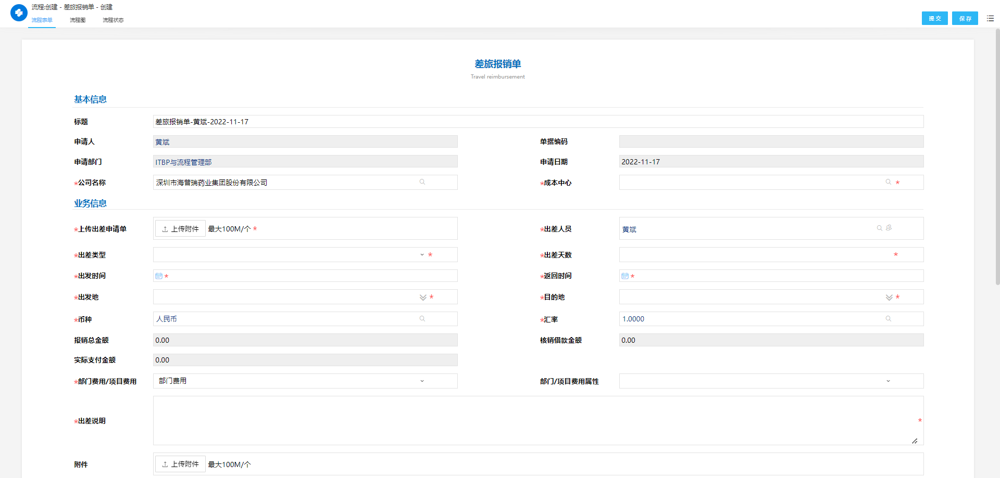 流程:创建 - 差旅报销单 - 创建
流程表单 流程图 流程状态
提交 保存
差旅报销单
Travel reimbursement
基本信息
标题 差旅报销单-黄斌-2022-11-17
申请人 黄斌 单据编码
申请部门 ITBP与流程管理部 申请日期 2022-11-17
*公司名称 深圳市海普瑞药业集团股份有限公司 *成本中心 *
业务信息
*上传出差申请单 上传附件 最大100M/个 * *出差人员 黄斌
*出差类型 * *出差天数 *
*出发时间 * *返回时间 *
*出发地 * *目的地 *
*币种 人民币 *汇率 1.0000
报销总金额 0.00 核销借款金额 0.00
实际支付金额 0.00
*部门费用/项目费用 部门费用 部门/项目费用属性
*出差说明 *
附件 上传附件 最大100M/个